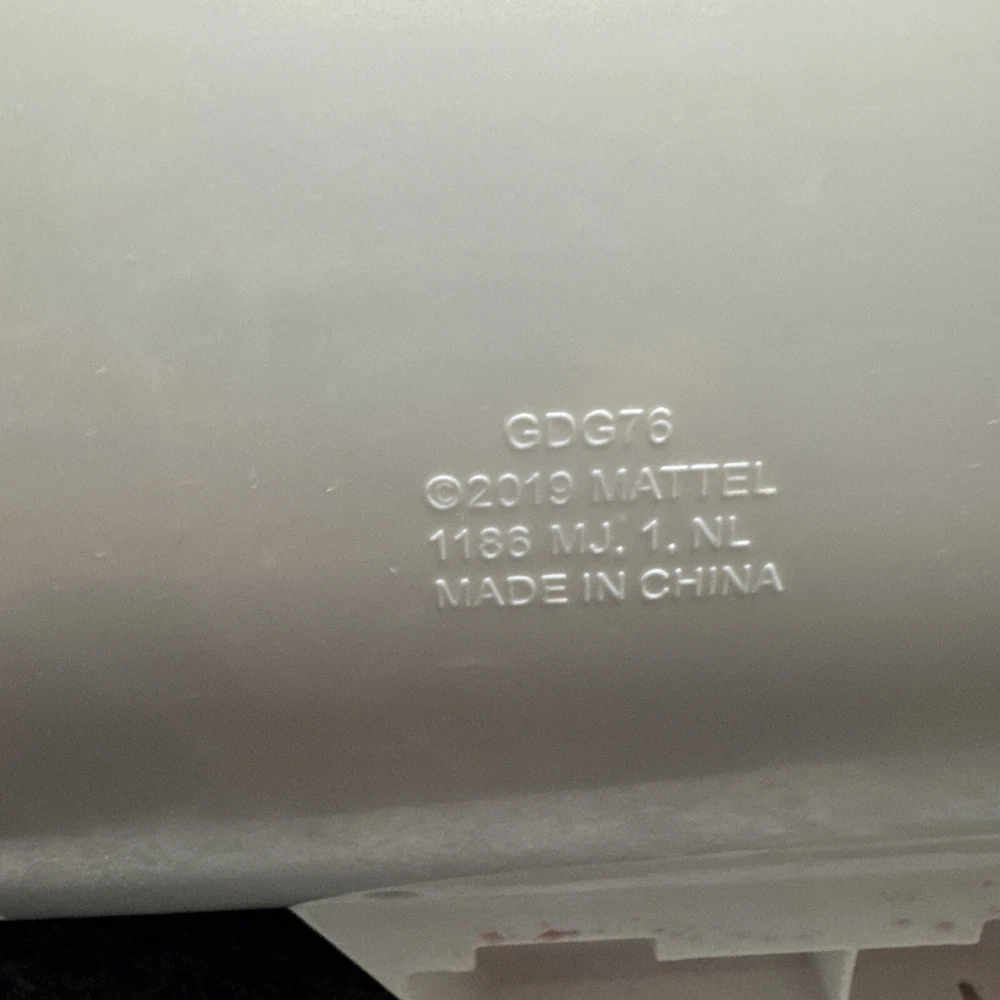 GDG76
©2019 MATTEL
1186 MJ. 1. NL
MADE IN CHINA